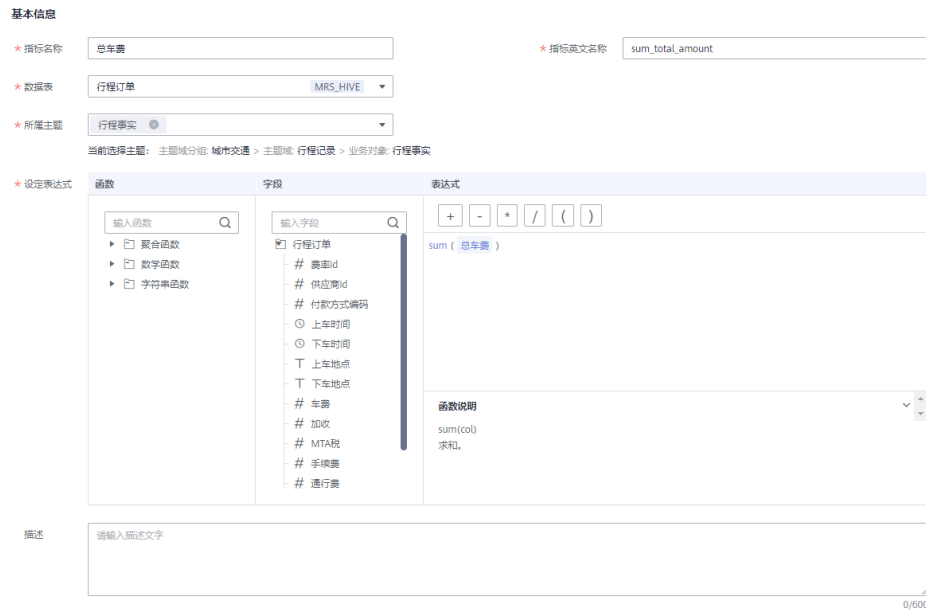 基本信息
* 指标名称 总车费 * 指标英文名称 sum_total_amount
* 数据表 行程订单 MRS_HIVE
* 所属主题 行程事实
当前选择主题: 主题域分组: 城市交通 > 主题域: 行程记录 > 业务对象: 行程事实
* 设定表达式 函数 字段 表达式
输入函数 输入字段 + - * / ( )
聚合函数 行程订单 sum ( 总车费 )
数学函数 # 费率id
字符串函数 # 供应商id
# 付款方式编码
上车时间
下车时间
T 上车地点
T 下车地点
# 车费 函数说明
# 加收 sum(col)
# MTA税 求和。
# 手续费
# 通行费
描述 请输入描述文字
0/600